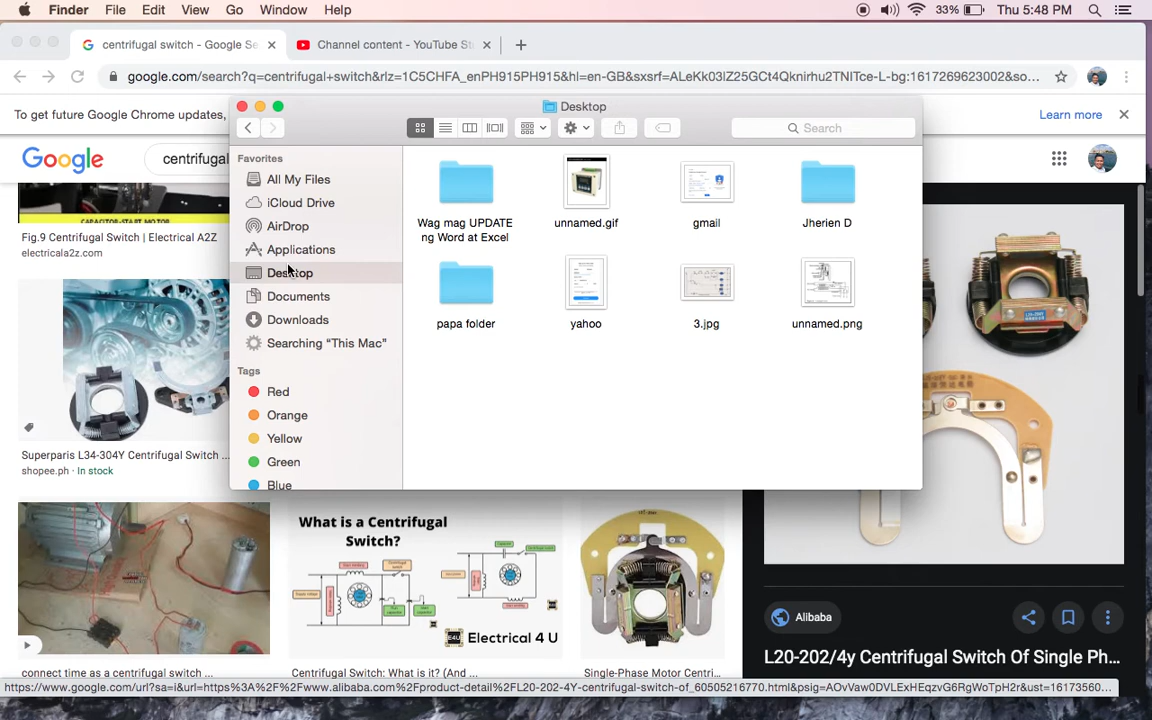 Finder File Edit View Go Window Help 33% Thu 5:48 PM
centrifugal switch - Google Se
Channel content - YouTube St
google.com/search?q=centrifugal+switch&rlz=1C5CHFA_enPH915PH915&hl=en-GB&sxsrf=ALeKk03lZ25GCt4Qknirhu2TNITce-L-bg:1617269623002&so...
To get future Google Chrome updates,
Learn more
Desktop
Search
Google
centrifugal
Favorites
All My Files
iCloud Drive
AirDrop
Applications
Desktop
Documents
Downloads
Searching “This Mac”
Tags
Red
Orange
Yellow
Green
Blue
Wag mag UPDATE
ng Word at Excel
unnamed.gif
gmail
Jherien D
papa folder
yahoo
3.jpg
unnamed.png
CAPACITOR-START MOTOR
Fig.9 Centrifugal Switch | Electrical A2Z
electricala2z.com
Superparis L34-304Y Centrifugal Switch ...
shopee.ph · In stock
What is a Centrifugal
Switch?
E4U Electrical 4 U
connect time as a centrifugal switch ...
Centrifugal Switch: What is it? (And ...
Single-Phase Motor Centri...
Alibaba
L20-202/4y Centrifugal Switch Of Single Ph...
https://www.google.com/url?sa=i&url=https%3A%2F%2Fwww.alibaba.com%2Fproduct-detail%2FL20-202-4Y-centrifugal-switch-of_60505216770.html&psig=AOvVaw0DVLExHEqzvG6RgWoTpH2r&ust=16173560...